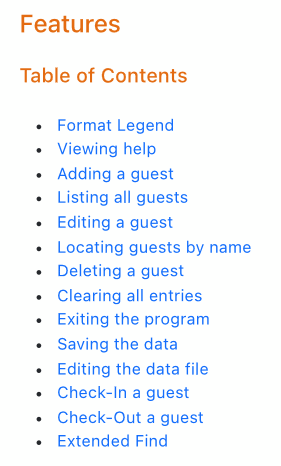 Features
Table of Contents
Format Legend
Viewing help
Adding a guest
Listing all guests
Editing a guest
Locating guests by name
Deleting a guest
Clearing all entries
Exiting the program
Saving the data
Editing the data file
Check-In a guest
Check-Out a guest
Extended Find